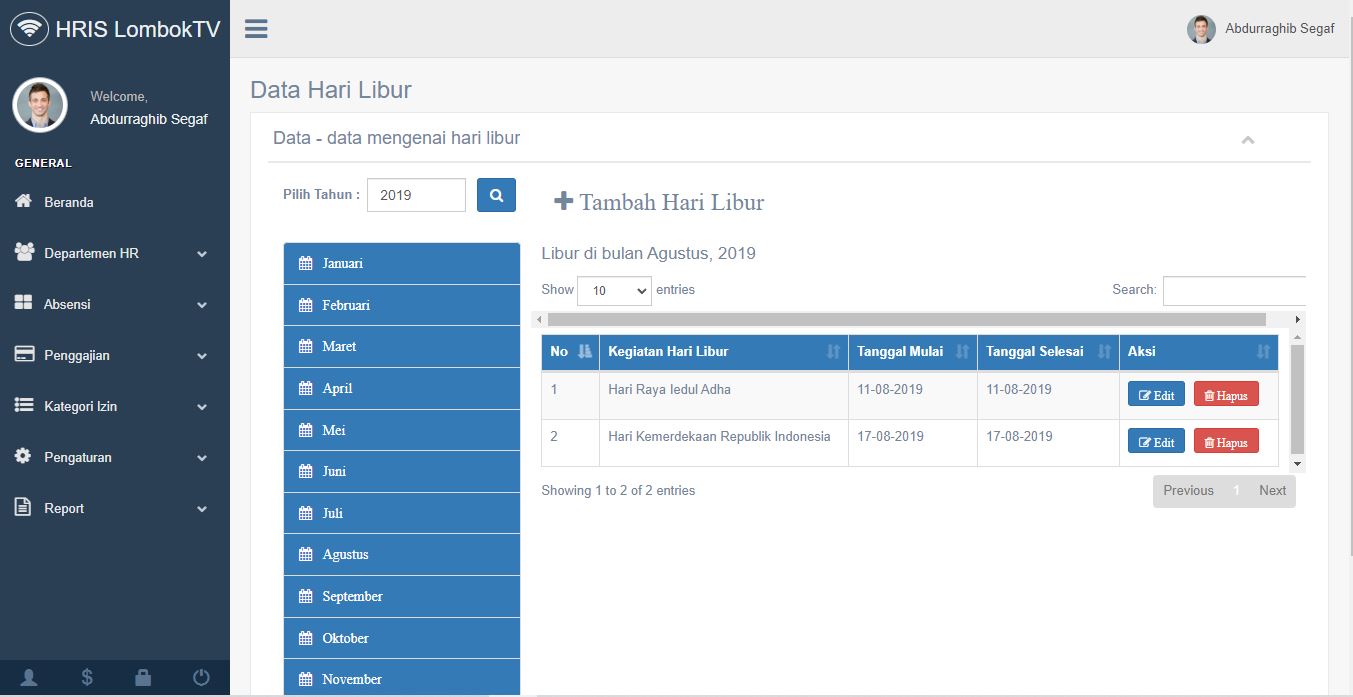 HRIS LombokTV
Abdurraghib Segaf
Welcome,
Abdurraghib Segaf
GENERAL
Beranda
Departemen HR
Absensi
Penggajian
Kategori Izin
Pengaturan
Report
Data Hari Libur
Data - data mengenai hari libur
Pilih Tahun : 2019
Tambah Hari Libur
Januari
Februari
Maret
April
Mei
Juni
Juli
Agustus
September
Oktober
November
Libur di bulan Agustus, 2019
Show 10 entries Search:
No Kegiatan Hari Libur Tanggal Mulai Tanggal Selesai Aksi
1 Hari Raya Iedul Adha 11-08-2019 11-08-2019 Edit Hapus
2 Hari Kemerdekaan Republik Indonesia 17-08-2019 17-08-2019 Edit Hapus
Showing 1 to 2 of 2 entries Previous 1 Next